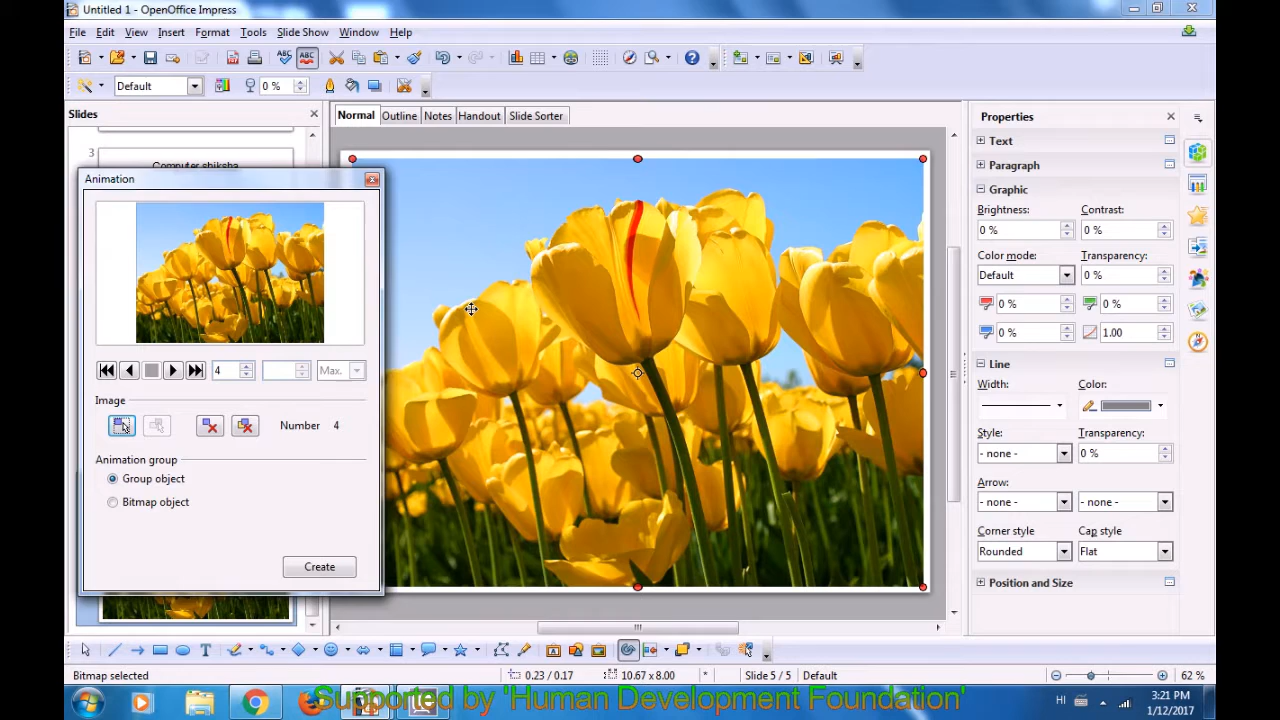 Untitled 1 - OpenOffice Impress
File Edit View Insert Format Tools Slide Show Window Help
Default
0 %
Slides
Normal Outline Notes Handout Slide Sorter
3
Computer shiksha
Animation
4
Max.
Image
Number 4
Animation group
Group object
Bitmap object
Create
Properties
Text
Paragraph
Graphic
Brightness: Contrast:
0 % 0 %
Color mode: Transparency:
Default 0 %
0 % 0 %
0 % 1.00
Line
Width: Color:
Style: Transparency:
- none - 0 %
Arrow:
- none - - none -
Corner style Cap style
Rounded Flat
Position and Size
Bitmap selected 0.23 / 0.17 10.67 x 8.00 * Slide 5 / 5 Default 62 %
Supported by 'Human Development Foundation'
HI
3:21 PM
1/12/2017